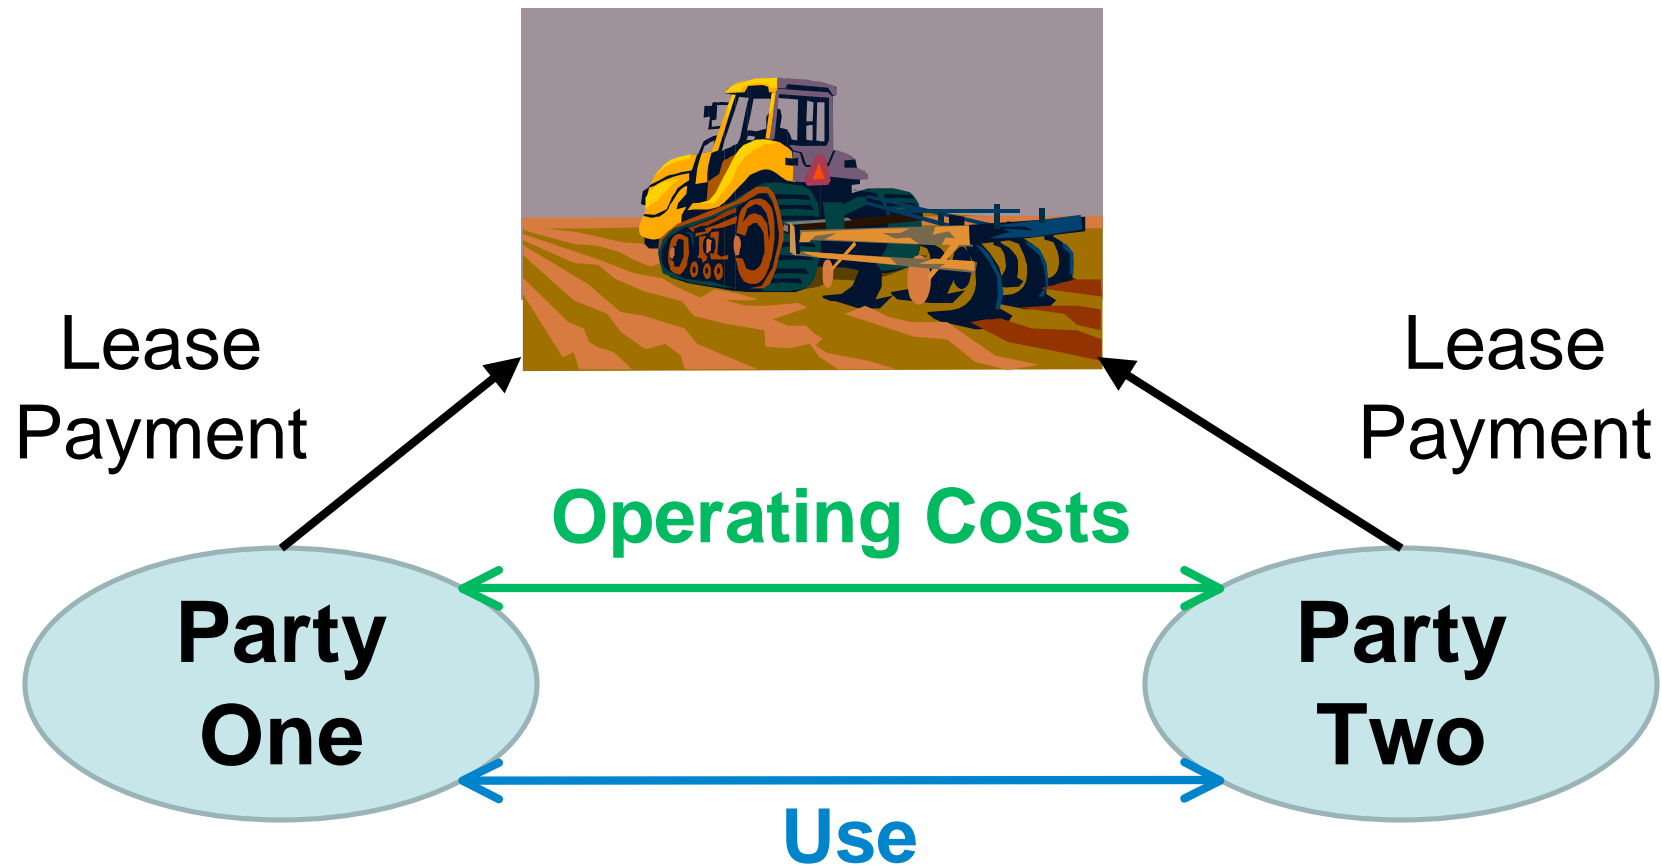 Lease
Payment
Lease
Payment
Operating Costs
Party
One
Party
Two
Use